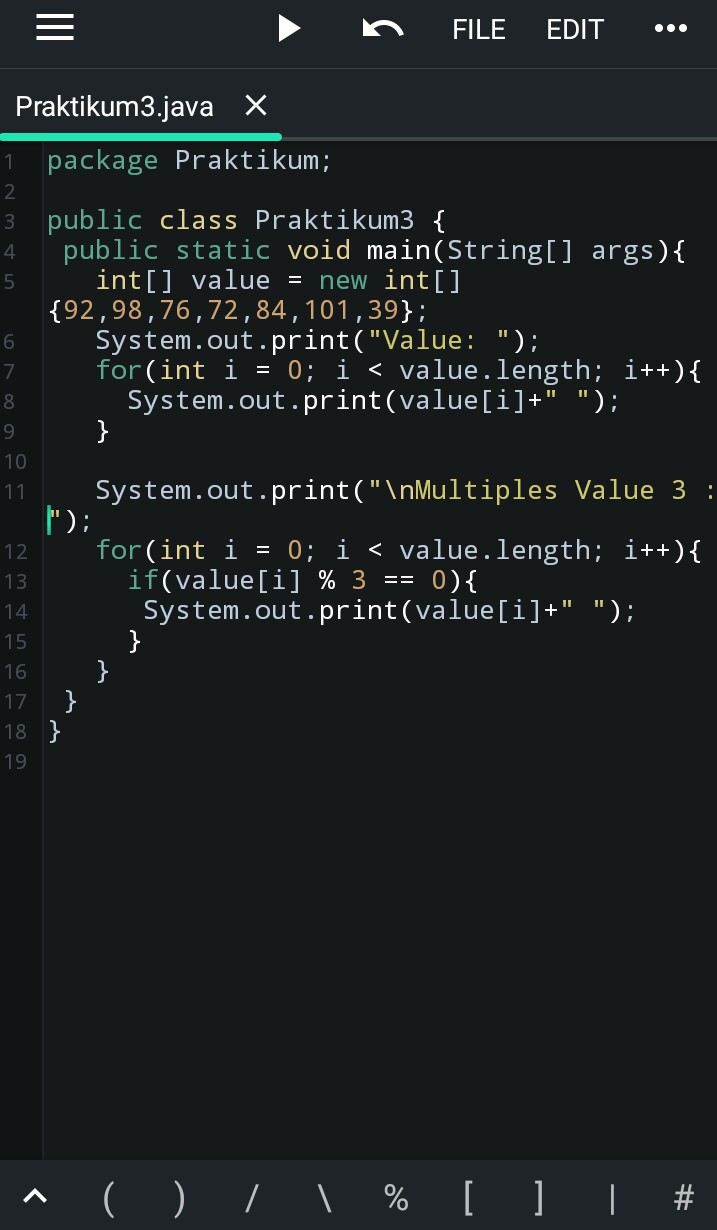 FILE EDIT
Praktikum3.java
1 package Praktikum;
2
3 public class Praktikum3 {
4  public static void main(String[] args){
5    int[] value = new int[]
{92,98,76,72,84,101,39};
6    System.out.print("Value: ");
7    for(int i = 0; i < value.length; i++){
8      System.out.print(value[i]+" ");
9    }
10
11    System.out.print("\nMultiples Value 3 :
");
12    for(int i = 0; i < value.length; i++){
13      if(value[i] % 3 == 0){
14       System.out.print(value[i]+" ");
15      }
16    }
17  }
18 }
19
( ) / \ % [ ] | #